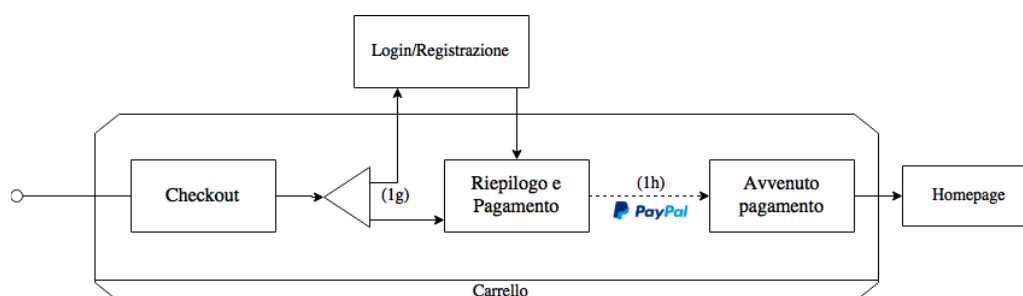 Login/Registrazione
Checkout
(1g)
Riepilogo e
Pagamento
(1h)
PayPal
Avvenuto
pagamento
Homepage
Carrello